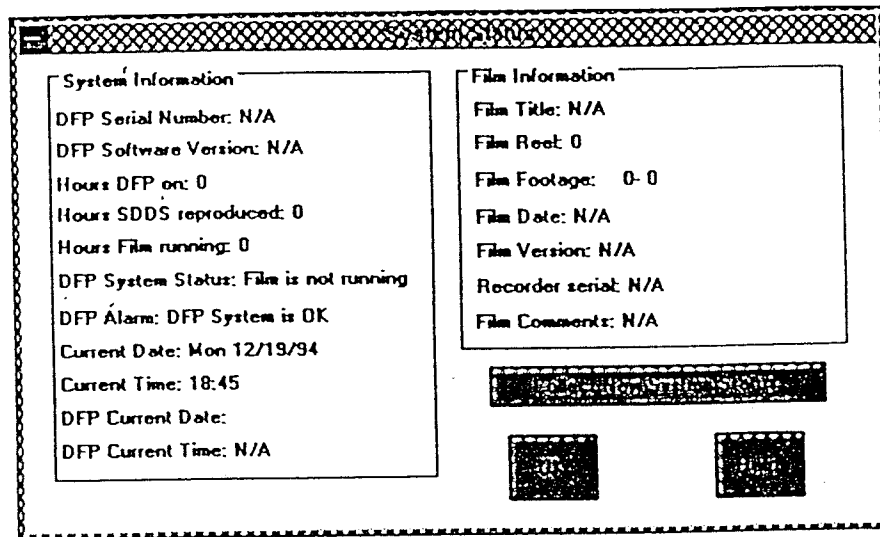 System Status
System Information
DFP Serial Number: N/A
DFP Software Version: N/A
Hours DFP on: 0
Hours SDDS reproduced: 0
Hours Film running: 0
DFP System Status: Film is not running
DFP Alarm: DFP System is OK
Current Date: Mon 12/19/94
Current Time: 18:45
DFP Current Date:
DFP Current Time: N/A
Film Information
Film Title: N/A
Film Reel: 0
Film Footage: 0- 0
Film Date: N/A
Film Version: N/A
Recorder serial: N/A
Film Comments: N/A
OK